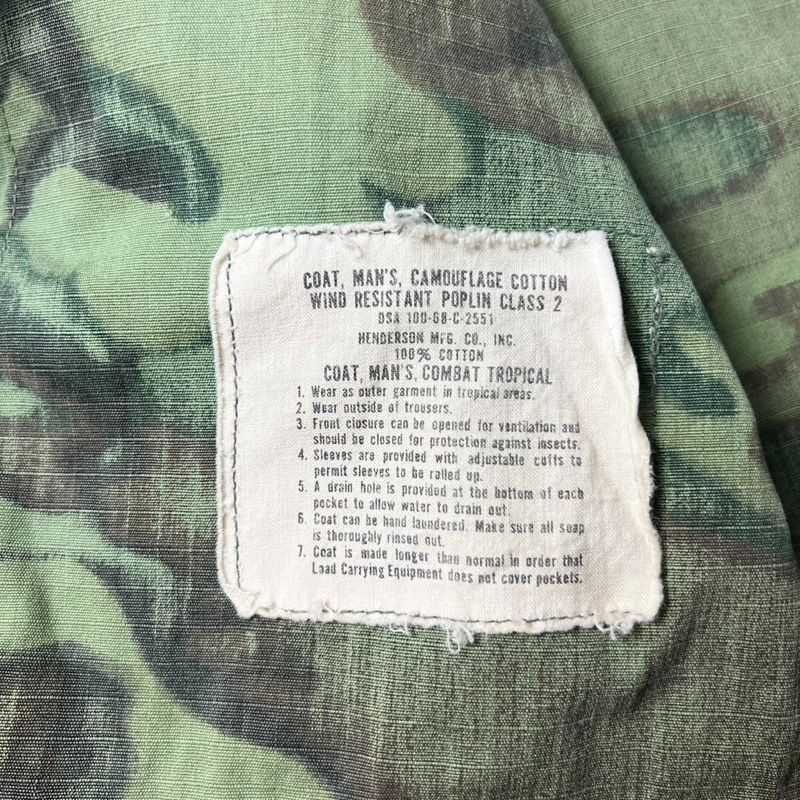 COAT, MAN'S, CAMOUFLAGE COTTON
WIND RESISTANT POPLIN CLASS 2
DSA 100-68-C-2551
HENDERSON MFG. CO., INC.
100% COTTON
COAT, MAN'S, COMBAT TROPICAL
1. Wear as outer garment in tropical areas.
2. Wear outside of trousers.
3. Front closure can be opened for ventilation and
should be closed for protection against insects.
4. Sleeves are provided with adjustable cuffs to
permit sleeves to be rolled up.
5. A drain hole is provided at the bottom of each
pocket to allow water to drain out.
6. Coat can be hand laundered. Make sure all soap
is thoroughly rinsed out.
7. Coat is made longer than normal in order that
Load Carrying Equipment does not cover pockets.